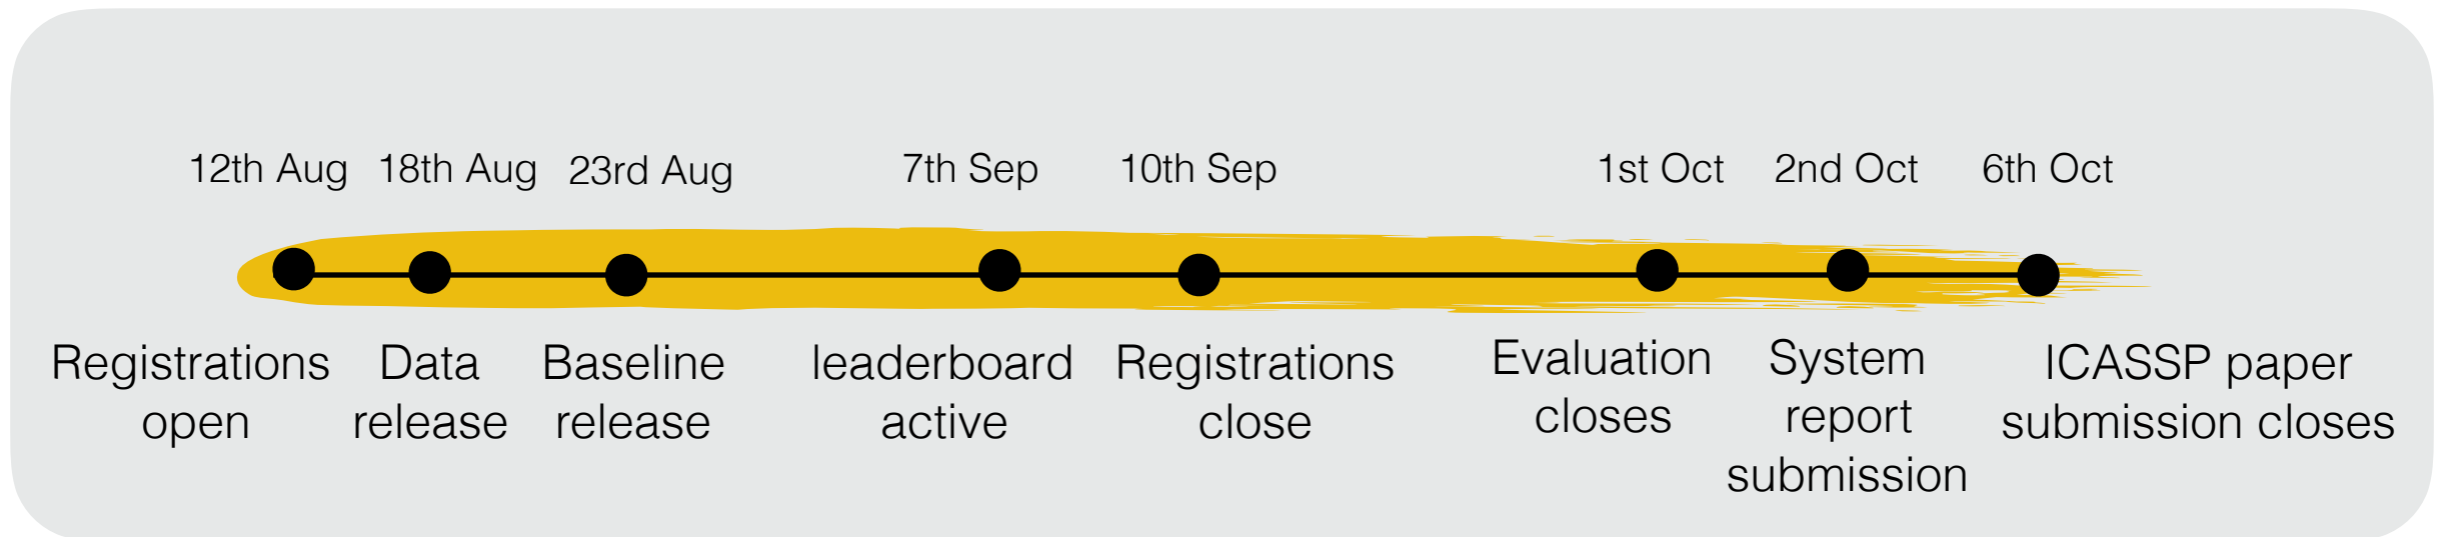 12th Aug 18th Aug 23rd Aug 7th Sep 10th Sep 1st Oct 2nd Oct 6th Oct
Registrations
open
Data
release
Baseline
release
leaderboard
active
Registrations
close
Evaluation
closes
System
report
submission
ICASSP paper
submission closes